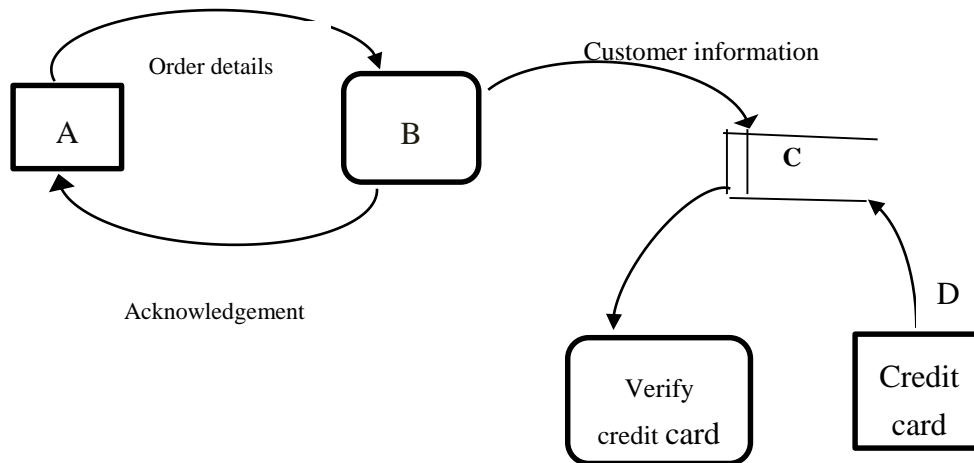 Customer information
Order details
A
B
C
Acknowledgement
D
Verify
credit card
Credit
card